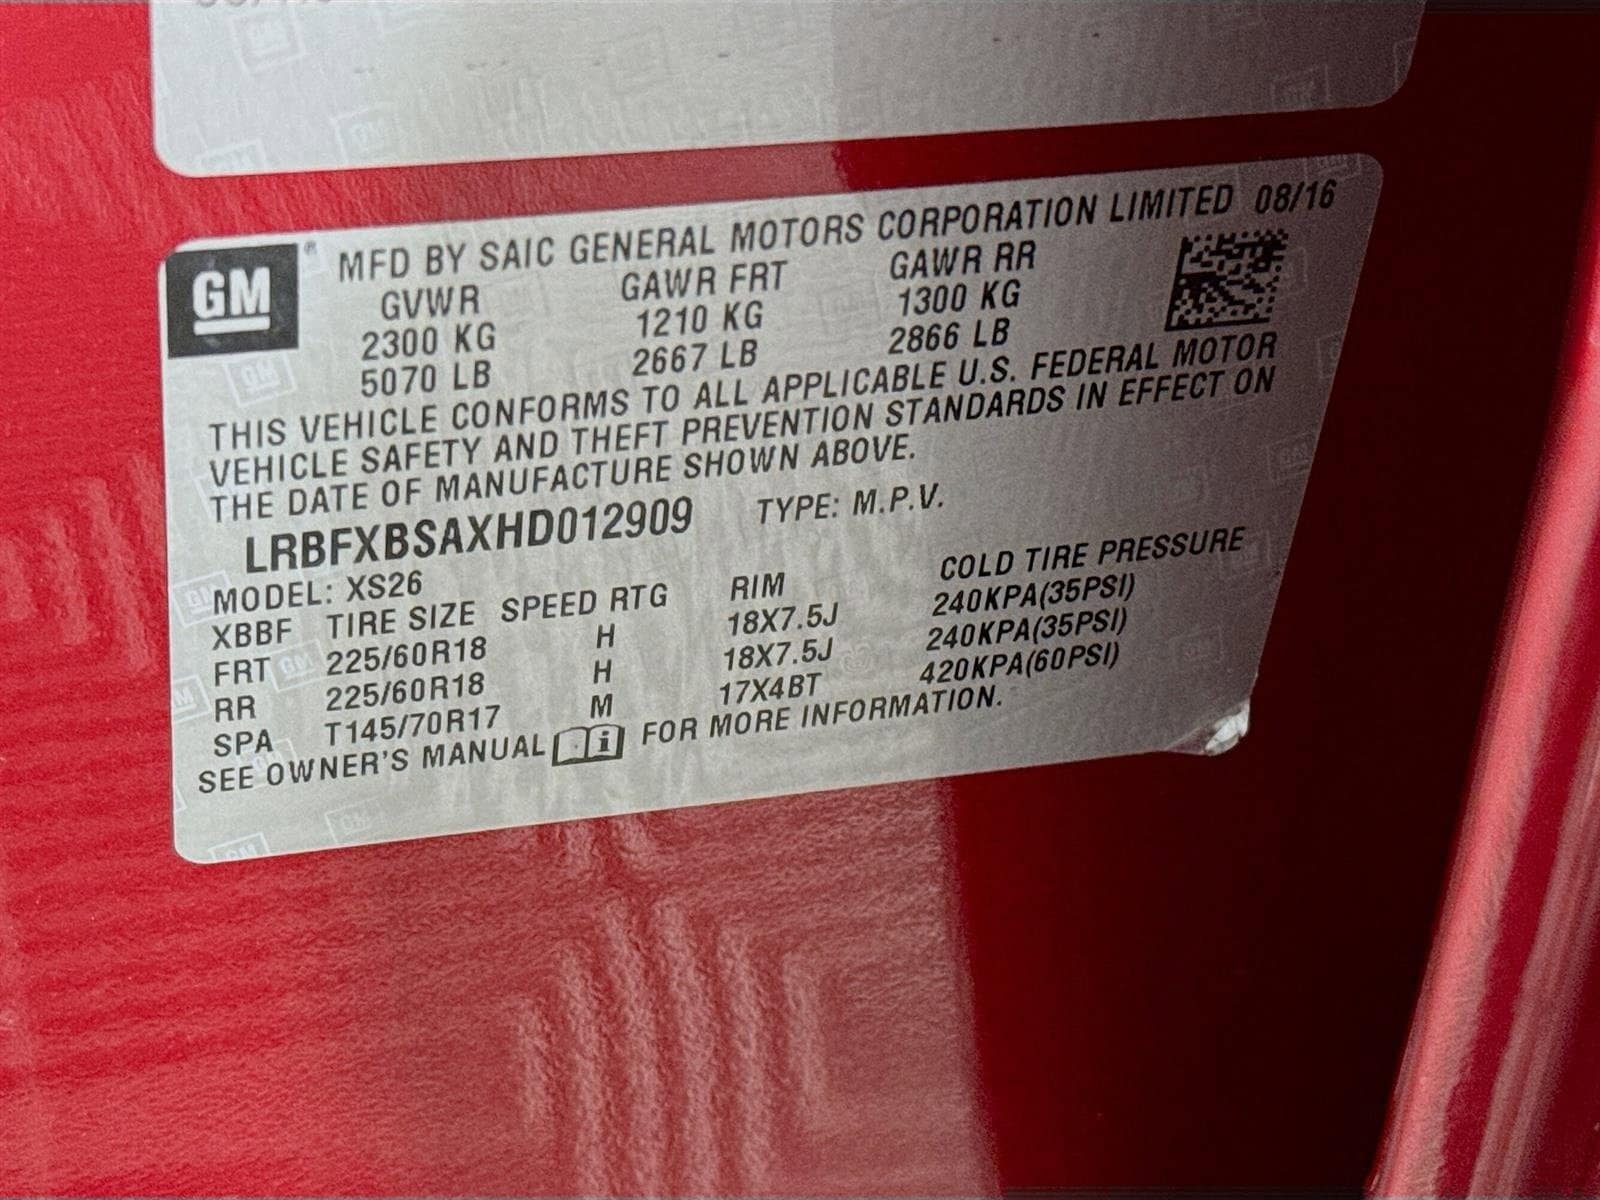 MFD BY SAIC GENERAL MOTORS CORPORATION LIMITED 08/16
GM ®
GVWR GAWR FRT GAWR RR
2300 KG 1210 KG 1300 KG
5070 LB 2667 LB 2866 LB
THIS VEHICLE CONFORMS TO ALL APPLICABLE U.S. FEDERAL MOTOR
VEHICLE SAFETY AND THEFT PREVENTION STANDARDS IN EFFECT ON
THE DATE OF MANUFACTURE SHOWN ABOVE.
LRBFXBSAXHD012909 TYPE: M.P.V.
MODEL: XS26
XBBF TIRE SIZE SPEED RTG RIM COLD TIRE PRESSURE
FRT 225/60R18 H 18X7.5J 240KPA(35PSI)
RR 225/60R18 H 18X7.5J 240KPA(35PSI)
SPA T145/70R17 M 17X4BT 420KPA(60PSI)
SEE OWNER'S MANUAL i FOR MORE INFORMATION.